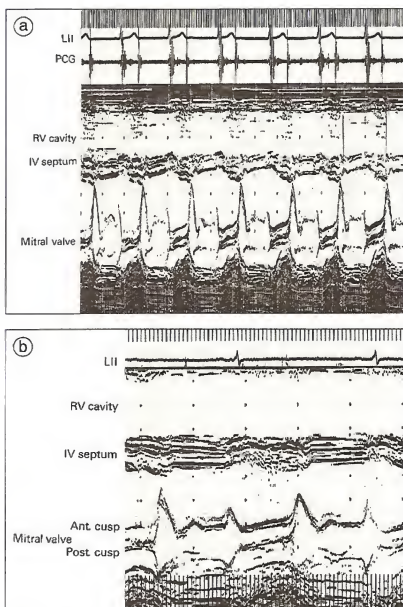 a
LII
PCG
RV cavity
IV septum
Mitral valve
b
LII
RV cavity
IV septum
Ant. cusp
Mitral valve
Post. cusp